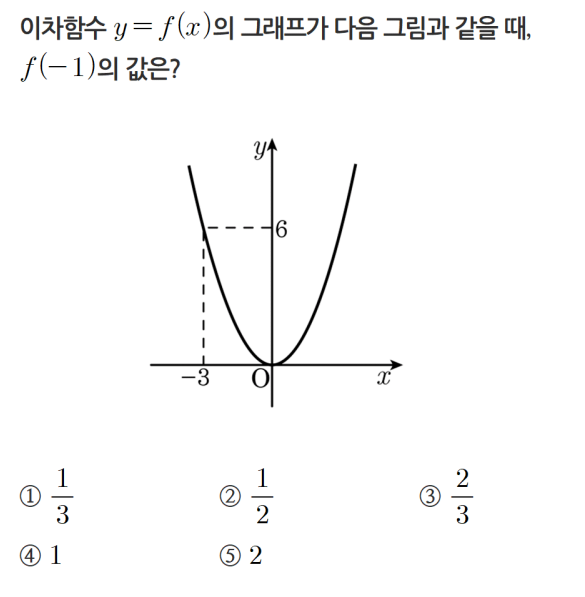 이차함수 y=f(x)의 그래프가 다음 그림과 같을 때,
f(−1)의 값은?
y
6
−3 O x
① 1/3 ② 1/2 ③ 2/3
④ 1 ⑤ 2